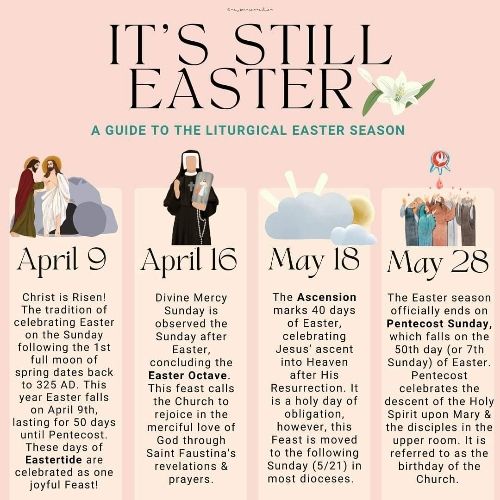 IT'S STILL
EASTER
A GUIDE TO THE LITURGICAL EASTER SEASON
April 9
Christ is Risen!
The tradition of
celebrating Easter
on the Sunday
following the 1st
full moon of
spring dates back
to 325 AD. This
year Easter falls
on April 9th,
lasting for 50 days
until Pentecost.
These days of
Eastertide are
celebrated as one
joyful Feast!
April 16
Divine Mercy
Sunday is
observed the
Sunday after
Easter,
concluding the
Easter Octave.
This feast calls
the Church to
rejoice in the
merciful love of
God through
Saint Faustina's
revelations &
prayers.
May 18
The Ascension
marks 40 days
of Easter,
celebrating
Jesus' ascent
into Heaven
after His
Resurrection. It
is a holy day of
obligation,
however, this
Feast is moved
to the following
Sunday (5/21) in
most dioceses.
May 28
The Easter season
officially ends on
Pentecost Sunday,
which falls on the
50th day (or 7th
Sunday) of Easter.
Pentecost
celebrates the
descent of the Holy
Spirit upon Mary &
the disciples in the
upper room. It is
referred to as the
birthday of the
Church.